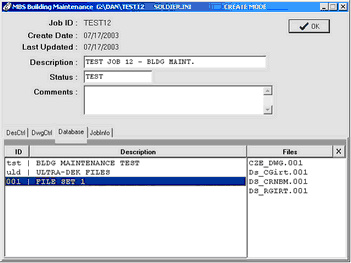 MBS Building Maintenance G:\DAN\TEST12 SOLDIER.INI CREATE MODE
Job ID : TEST12
OK
Create Date : 07/17/2003
Last Updated : 07/17/2003
Description : TEST JOB 12 - BLDG MAINT.
Status : TEST
Comments :
DesCtrl DwgCtrl Database JobInfo
ID Description Files X
tst | BLDG MAINTENANCE TEST CZE_DWG.001
uld | ULTRA-DEK FILES Ds_CGirt.001
001 | FILE SET 1 DS_CRNBM.001
DS_RGIRT.001